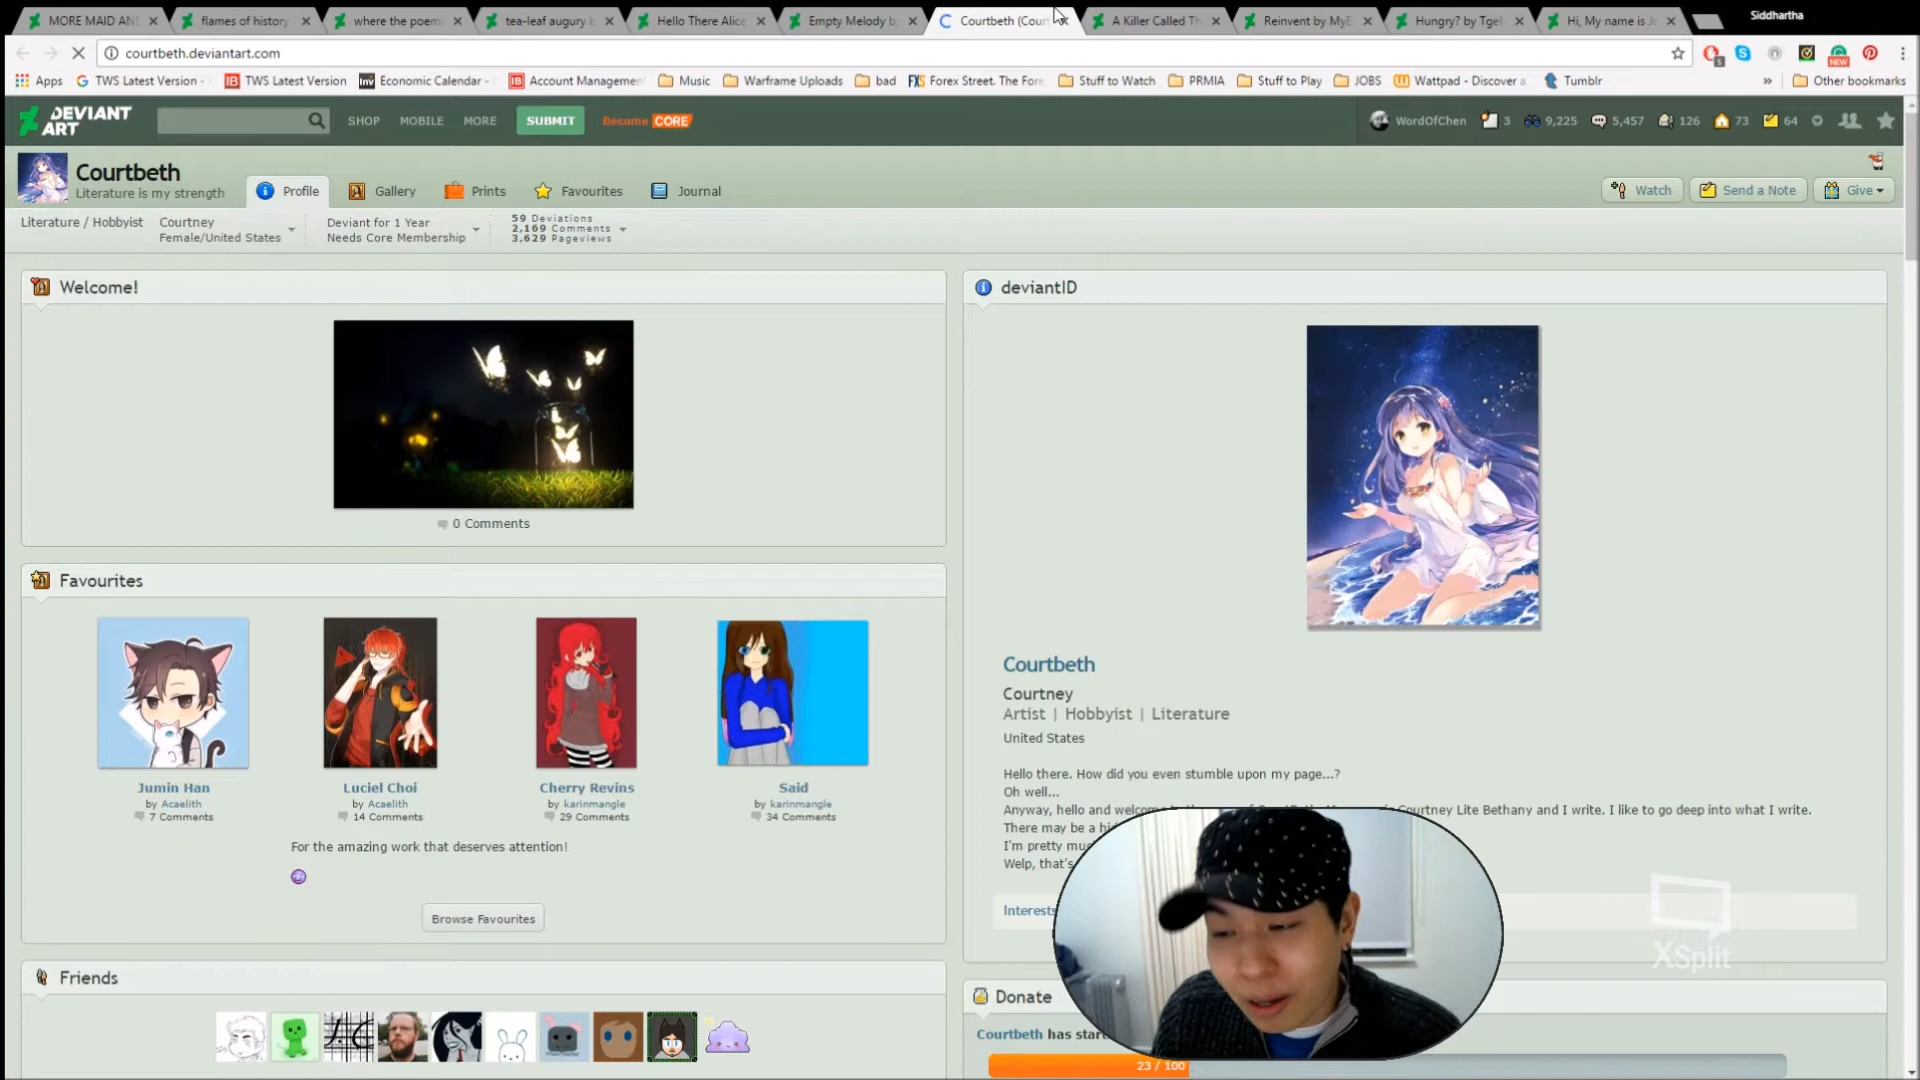 MORE MAID AN
flames of history
where the poem
tea-leaf augury b
Hello There Alice
Empty Melody b
Courtbeth (Cour
A Killer Called Th
Reinvent by MyE
Hungry? by Tge
Hi, My name is J
Siddhartha
courtbeth.deviantart.com
Apps
TWS Latest Version -
TWS Latest Version
Economic Calendar -
Account Managemen
Music
Warframe Uploads
bad
Forex Street. The Fore
Stuff to Watch
PRMIA
Stuff to Play
JOBS
Wattpad - Discover a
Tumblr
»
Other bookmarks
DEVIANT ART
SHOP
MOBILE
MORE
SUBMIT
Become CORE
WordOfChen
3
9,225
5,457
126
73
64
Courtbeth
Literature is my strength
Profile
Gallery
Prints
Favourites
Journal
Watch
Send a Note
Give
Literature / Hobbyist
Courtney
Female/United States
Deviant for 1 Year
Needs Core Membership
59 Deviations
2,169 Comments
3,629 Pageviews
Welcome!
0 Comments
Favourites
Jumin Han
by Acaelith
7 Comments
Luciel Choi
by Acaelith
14 Comments
Cherry Revins
by karinmangle
29 Comments
Said
by karinmangle
34 Comments
For the amazing work that deserves attention!
Browse Favourites
Friends
deviantID
Courtbeth
Courtney
Artist | Hobbyist | Literature
United States
Hello there. How did you even stumble upon my page...?
Oh well...
Anyway, hello and welcome Courtney Lite Bethany and I write. I like to go deep into what I write.
There may be a hi
I'm pretty muc
Welp, that's
Interests
XSplit
Donate
Courtbeth has star
23 / 100